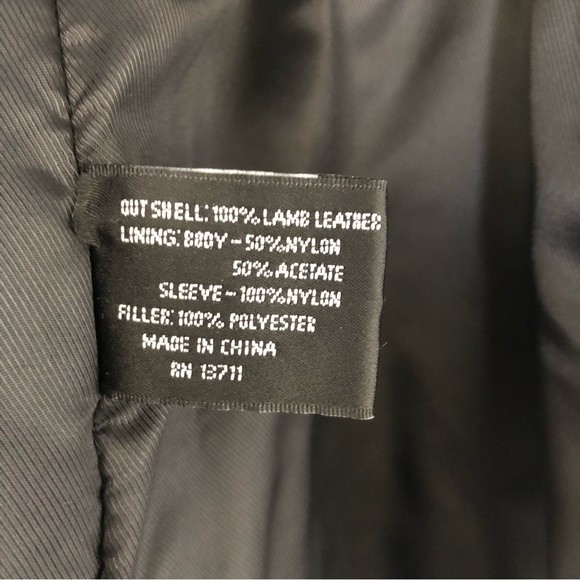 OUT SHELL: 100% LAMB LEATHER
LINING: BODY - 50% NYLON
50% ACETATE
SLEEVE - 100% NYLON
FILLER: 100% POLYESTER
MADE IN CHINA
RN 13711